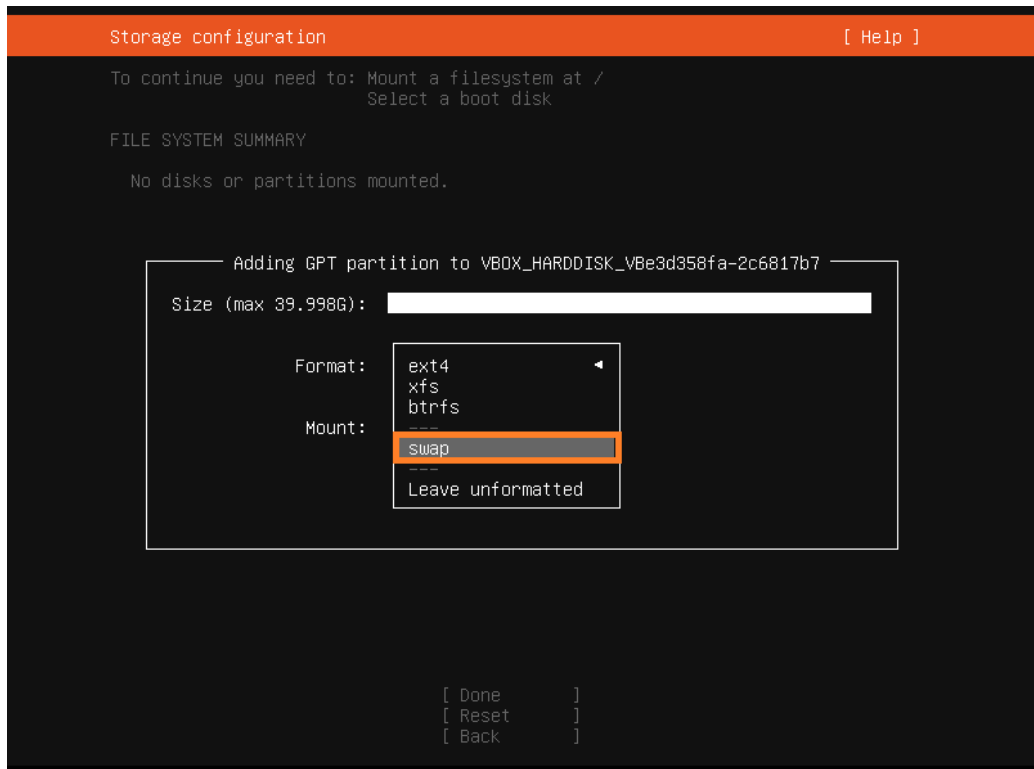 Storage configuration [ Help ]
To continue you need to: Mount a filesystem at /
Select a boot disk
FILE SYSTEM SUMMARY
No disks or partitions mounted.
Adding GPT partition to VBOX_HARDDISK_VBe3d358fa-2c6817b7
Size (max 39.998G):
Format: ext4 ◂
xfs
btrfs
Mount: ---
swap
---
Leave unformatted
[ Done ]
[ Reset ]
[ Back ]